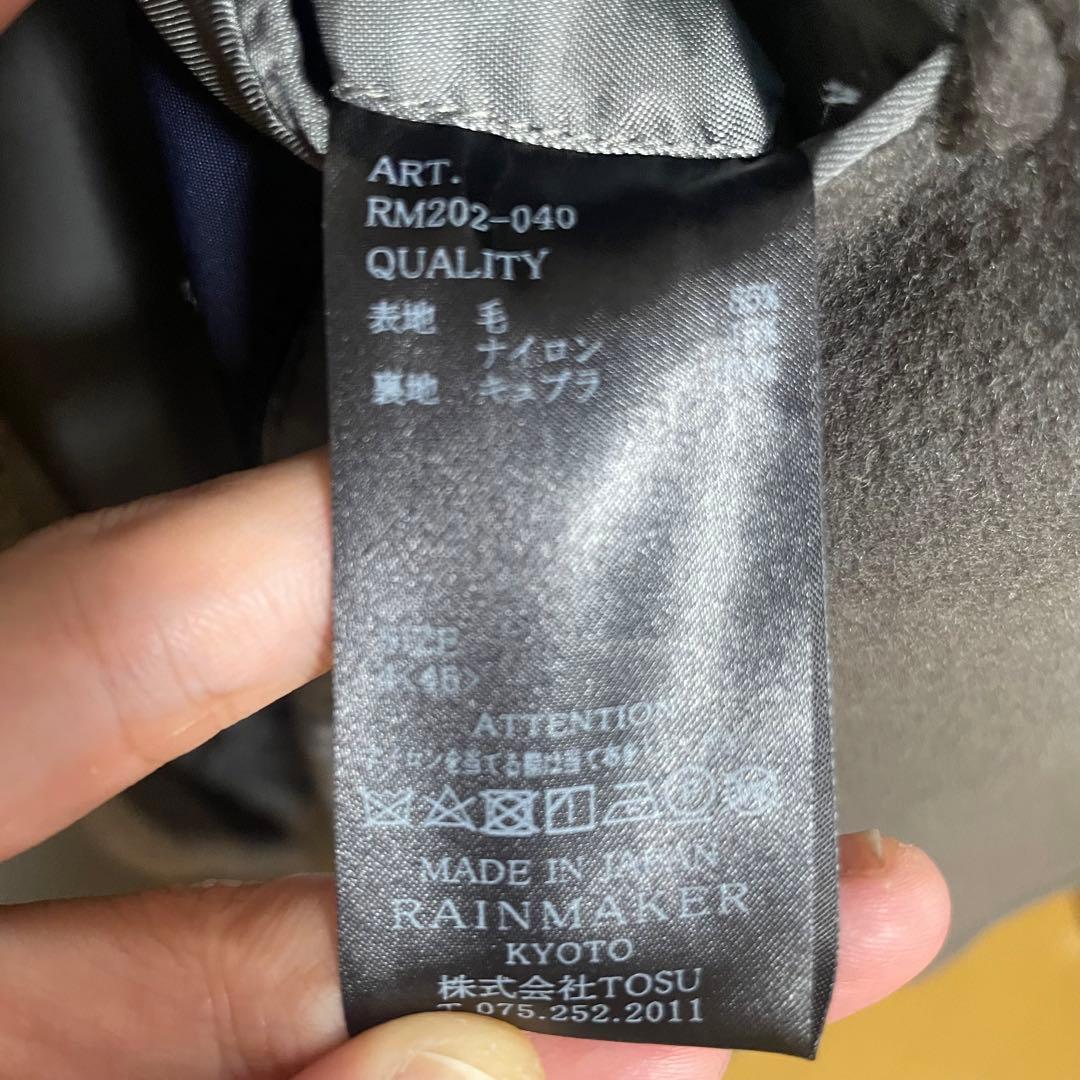 ART.
RM202-040
QUALITY
表地 毛
ナイロン
裏地 キュプラ
SIZE
ATTENTION
MADE IN JAPAN
RAINMAKER
KYOTO
株式会社TOSU
T 075.252.2011